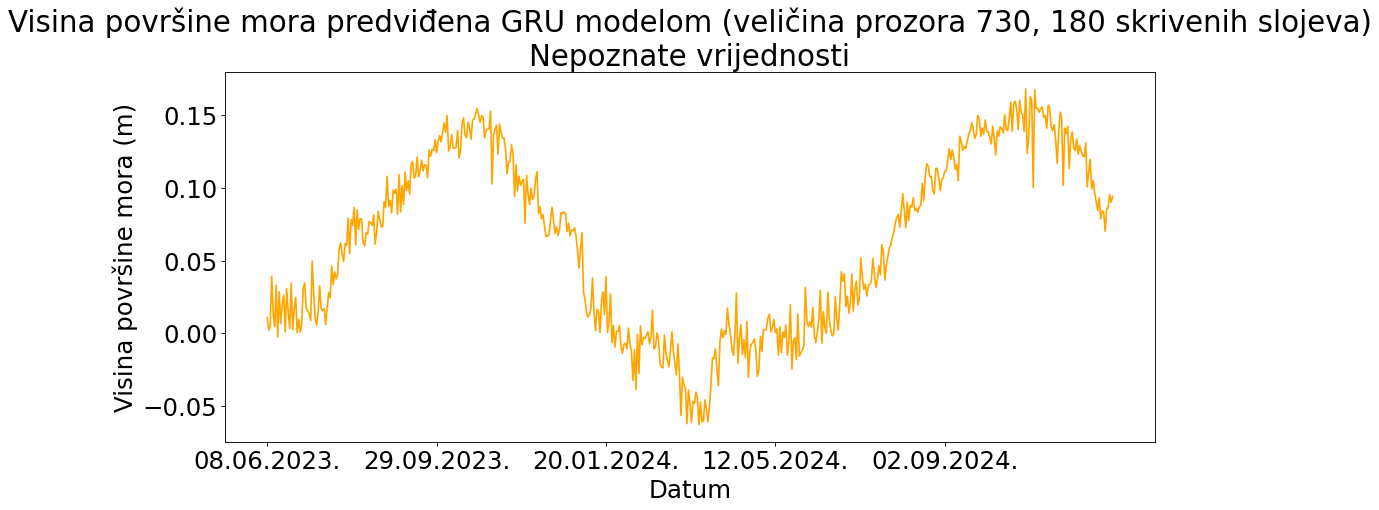 Visina površine mora predviđena GRU modelom (veličina prozora 730, 180 skrivenih slojeva)
Nepoznate vrijednosti
Visina površine mora (m)
0.15
0.10
0.05
0.00
−0.05
08.06.2023. 29.09.2023. 20.01.2024. 12.05.2024. 02.09.2024.
Datum